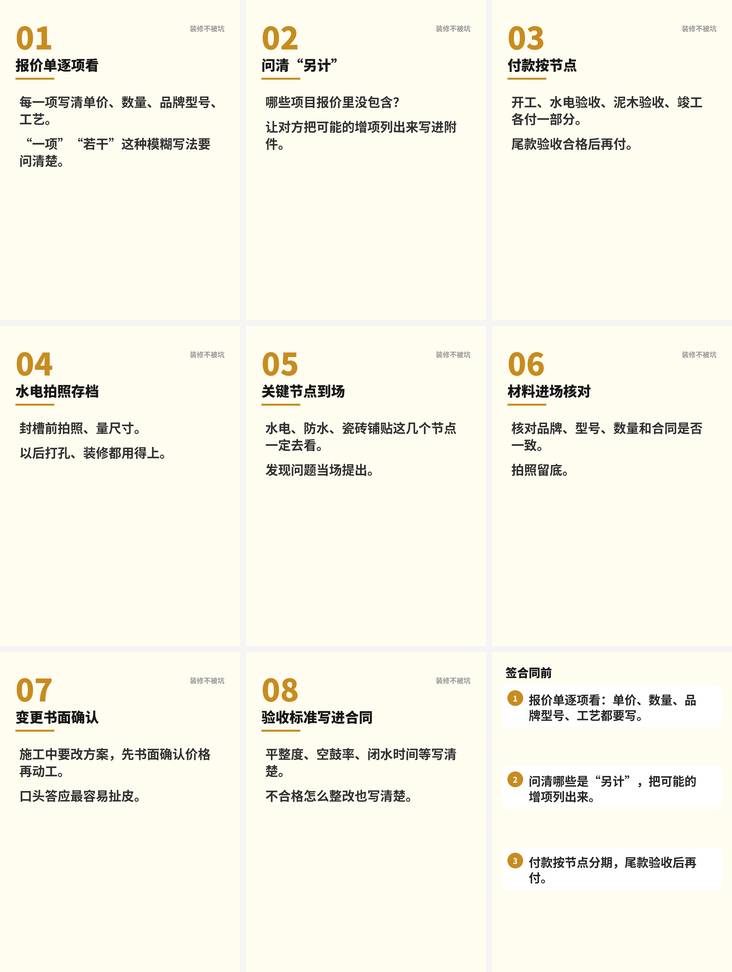 01
装修不被坑
报价单逐项看
每一项写清单价、数量、品牌型号、
工艺。
“一项”“若干”这种模糊写法要
问清楚。
02
装修不被坑
问清“另计”
哪些项目报价里没包含？
让对方把可能的增项列出来写进附
件。
03
装修不被坑
付款按节点
开工、水电验收、泥木验收、竣工
各付一部分。
尾款验收合格后再付。
04
装修不被坑
水电拍照存档
封槽前拍照、量尺寸。
以后打孔、装修都用得上。
05
装修不被坑
关键节点到场
水电、防水、瓷砖铺贴这几个节点
一定去看。
发现问题当场提出。
06
装修不被坑
材料进场核对
核对品牌、型号、数量和合同是否
一致。
拍照留底。
07
装修不被坑
变更书面确认
施工中要改方案，先书面确认价格
再动工。
口头答应最容易扯皮。
08
装修不被坑
验收标准写进合同
平整度、空鼓率、闭水时间等写清
楚。
不合格怎么整改也写清楚。
签合同前
1 报价单逐项看：单价、数量、品
牌型号、工艺都要写。
2 问清哪些是“另计”，把可能的
增项列出来。
3 付款按节点分期，尾款验收后再
付。